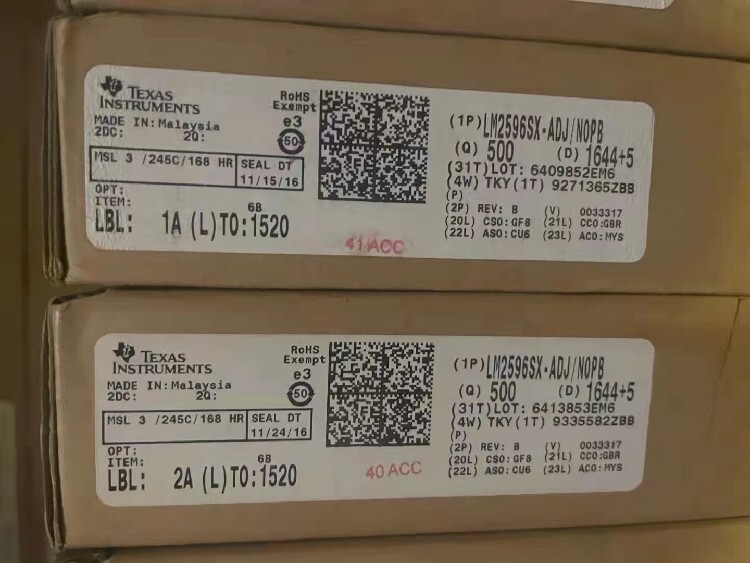 TEXAS
INSTRUMENTS
MADE IN: Malaysia
2DC: 2Q:
MSL 3 /245C/168 HR
SEAL DT
11/15/16
OPT:
ITEM:
6B
LBL: 1A (L)TO:1520
RoHS
Exempt
e3
50
(1P)LM2596SX-ADJ/NOPB
(Q) 500 (D) 1644+5
(31T)LOT: 6409852EM6
(4W) TKY(1T) 9271365ZBB
(P)
(2P) REV: B (V) 0033317
(20L) CSO:GF8 (21L) CCO:GBR
(22L) ASO:CU6 (23L) ACO:MYS
41 ACC
TEXAS
INSTRUMENTS
MADE IN: Malaysia
2DC: 2Q:
MSL 3 /245C/168 HR
SEAL DT
11/24/16
OPT:
ITEM:
6B
LBL: 2A (L)TO:1520
RoHS
Exempt
e3
50
(1P)LM2596SX-ADJ/NOPB
(Q) 500 (D) 1644+5
(31T)LOT: 6413853EM6
(4W) TKY(1T) 9335582ZBB
(P)
(2P) REV: B (V) 0033317
(20L) CSO:GF8 (21L) CCO:GBR
(22L) ASO:CU6 (23L) ACO:MYS
40 ACC